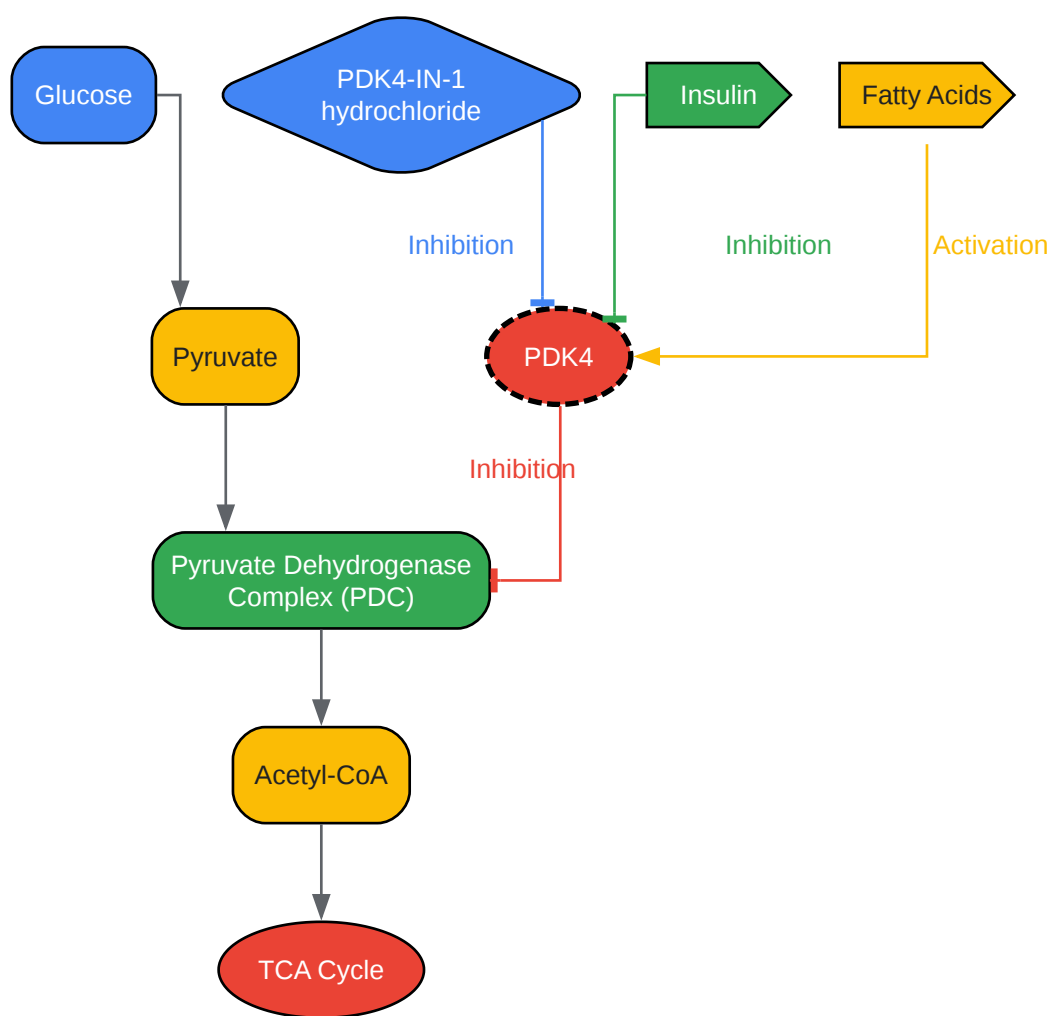 Glucose
PDK4-IN-1
hydrochloride
Insulin
Fatty Acids
Inhibition
Inhibition
Activation
Pyruvate
PDK4
Inhibition
Pyruvate Dehydrogenase
Complex (PDC)
Acetyl-CoA
TCA Cycle